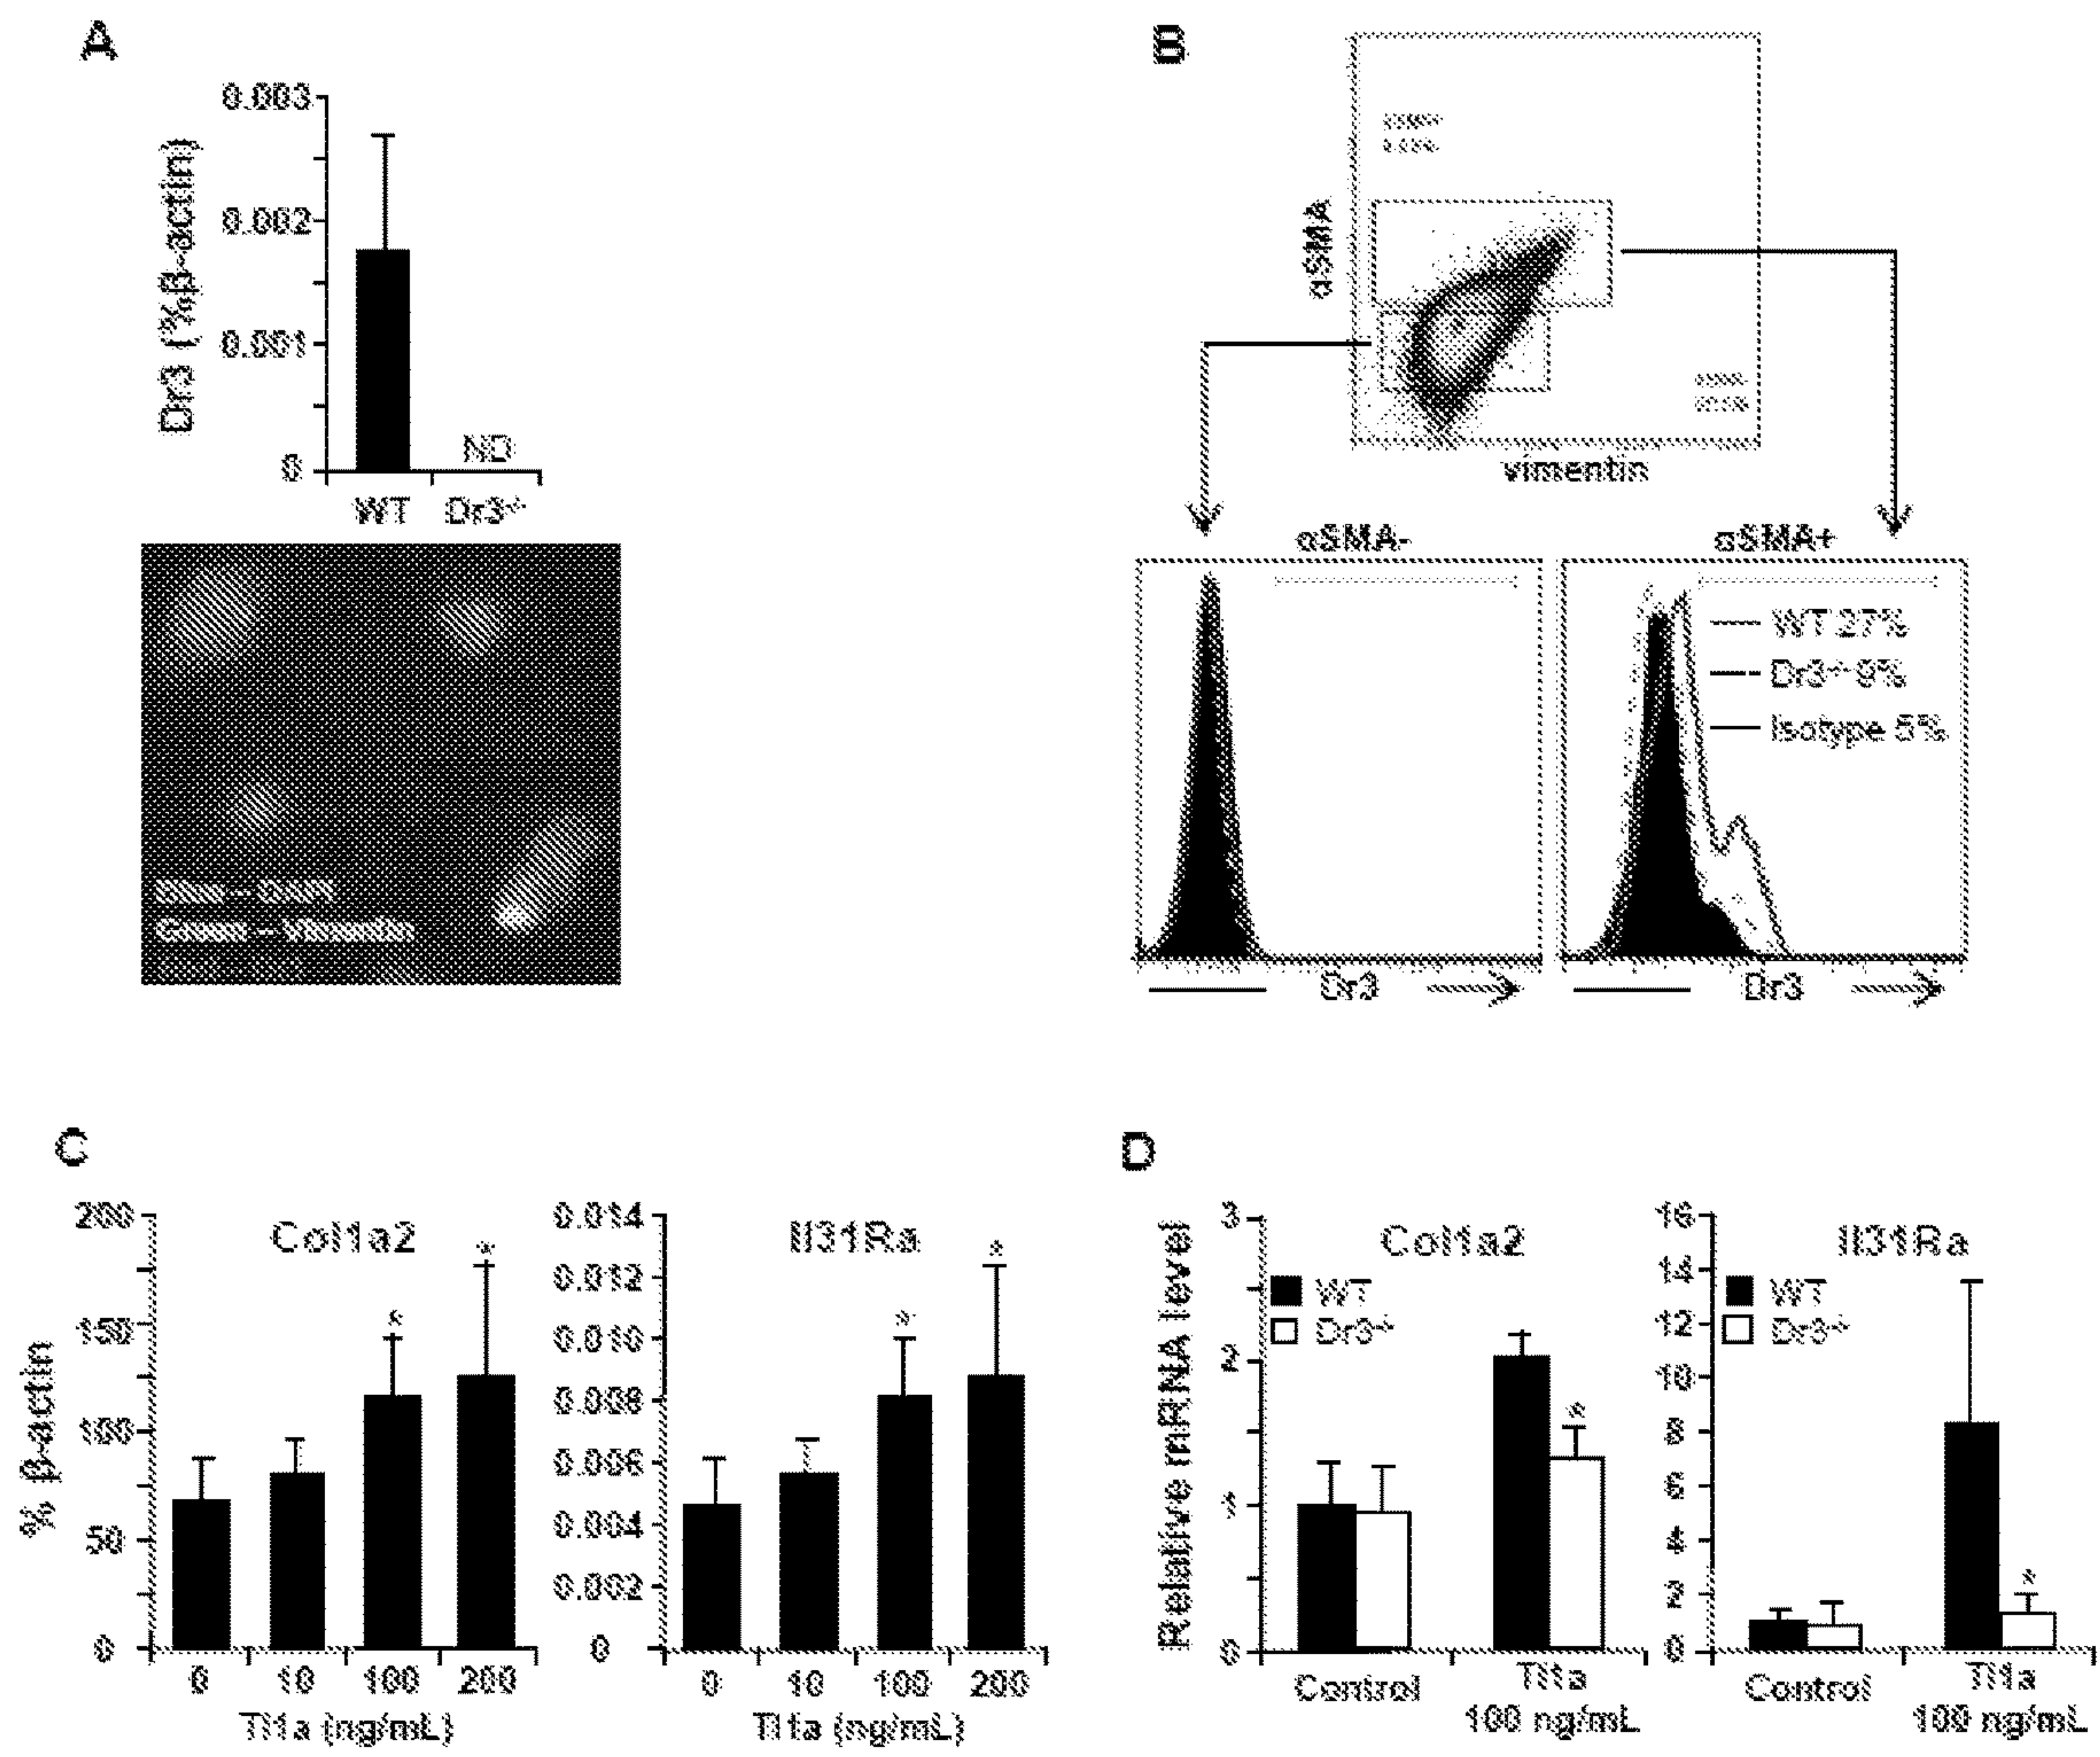 A
0.003
0.002
0.001
0
Dr3 (%β-actin)
ND
WT Dr3-/-
Blue – DAPI
Green – Vimentin
B
αSMA
vimentin
αSMA-
αSMA+
WT 27%
Dr3-/- 9%
Isotype 5%
Dr3
Dr3
C
% β-actin
200
150
100
50
0
Col1a2
*
*
0 10 100 200
Tl1a (ng/mL)
0.014
0.012
0.010
0.008
0.006
0.004
0.002
0
Il31Ra
*
*
0 10 100 200
Tl1a (ng/mL)
D
Relative mRNA level
3
2
1
0
Col1a2
WT
Dr3-/-
*
Control Tl1a
100 ng/mL
16
14
12
10
8
6
4
2
0
Il31Ra
WT
Dr3-/-
*
Control Tl1a
100 ng/mL